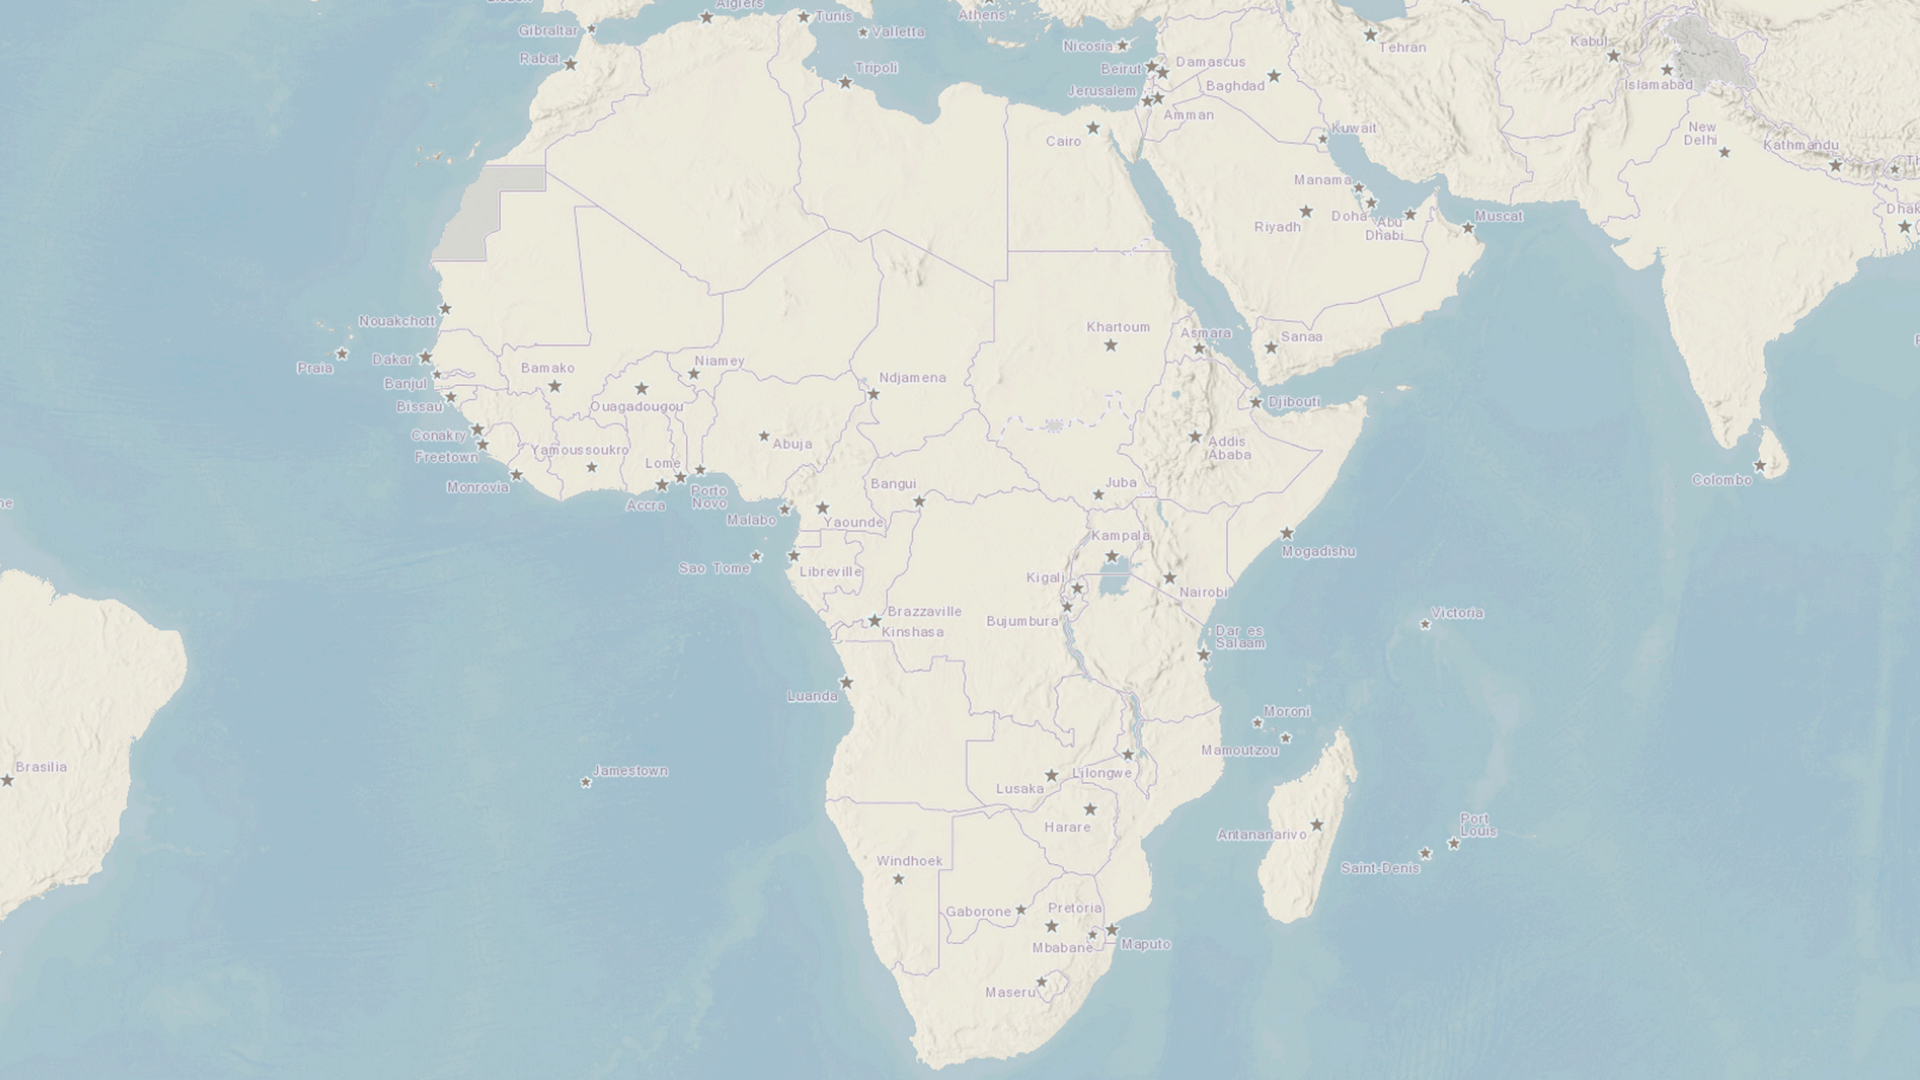 Algiers
Tunis
Athens
Gibraltar
Valletta
Nicosia
Tehran
Kabul
Rabat
Tripoli
Beirut
Damascus
Baghdad
Islamabad
Jerusalem
Amman
Cairo
Kuwait
New
Delhi
Kathmandu
Manama
Riyadh
Doha
Abu
Dhabi
Muscat
Dhak
Nouakchott
Khartoum
Asmara
Sanaa
Praia
Dakar
Bamako
Niamey
Banjul
Ndjamena
Bissau
Ouagadougou
Djibouti
Conakry
Freetown
Yamoussoukro
Abuja
Addis
Ababa
Lome
Monrovia
Accra
Porto
Novo
Bangui
Juba
Colombo
Malabo
Yaounde
Kampala
Mogadishu
Sao Tome
Libreville
Kigali
Nairobi
Brazzaville
Kinshasa
Bujumbura
Victoria
Dar es
Salaam
Luanda
Moroni
Mamoutzou
Brasilia
Jamestown
Lusaka
Lilongwe
Harare
Antananarivo
Port
Louis
Windhoek
Saint-Denis
Gaborone
Pretoria
Mbabane
Maputo
Maseru